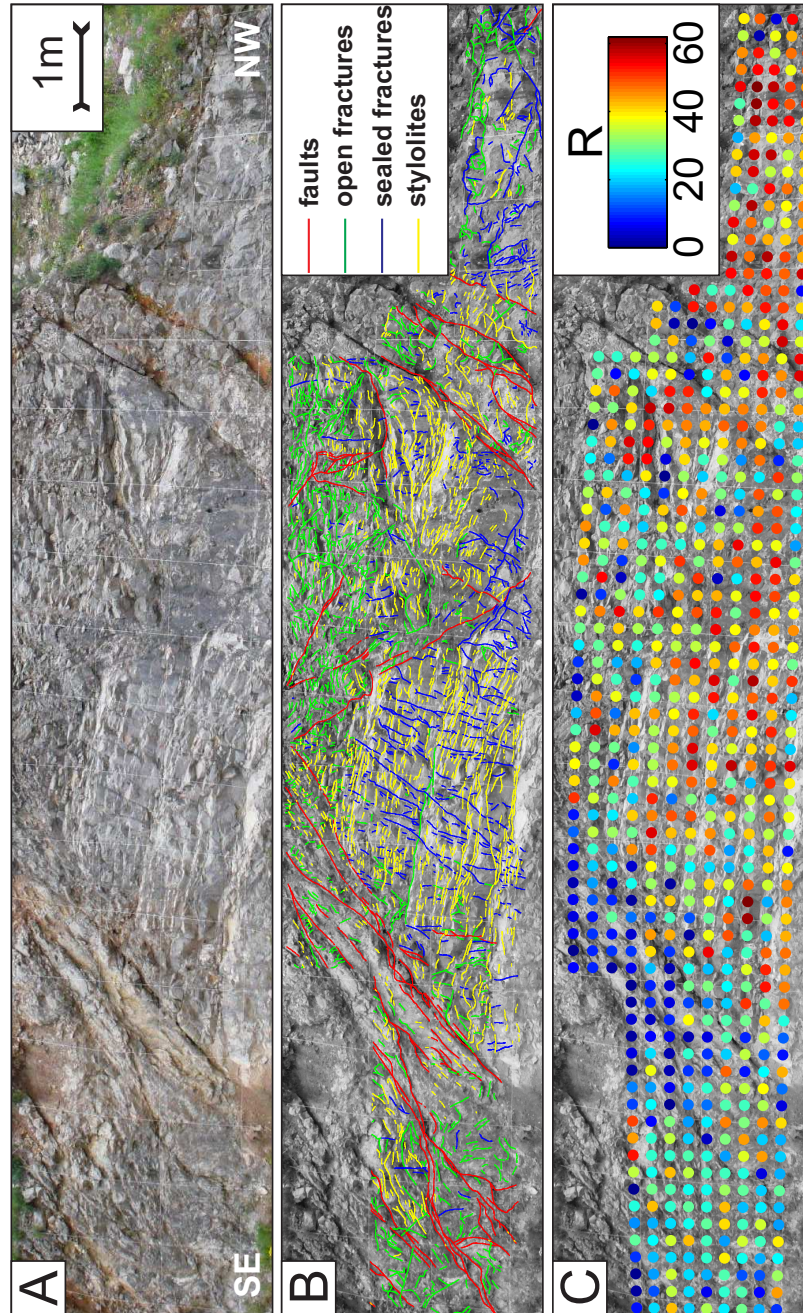 A
SE
NW
1m
B
faults
open fractures
sealed fractures
stylolites
C
R
0 20 40 60